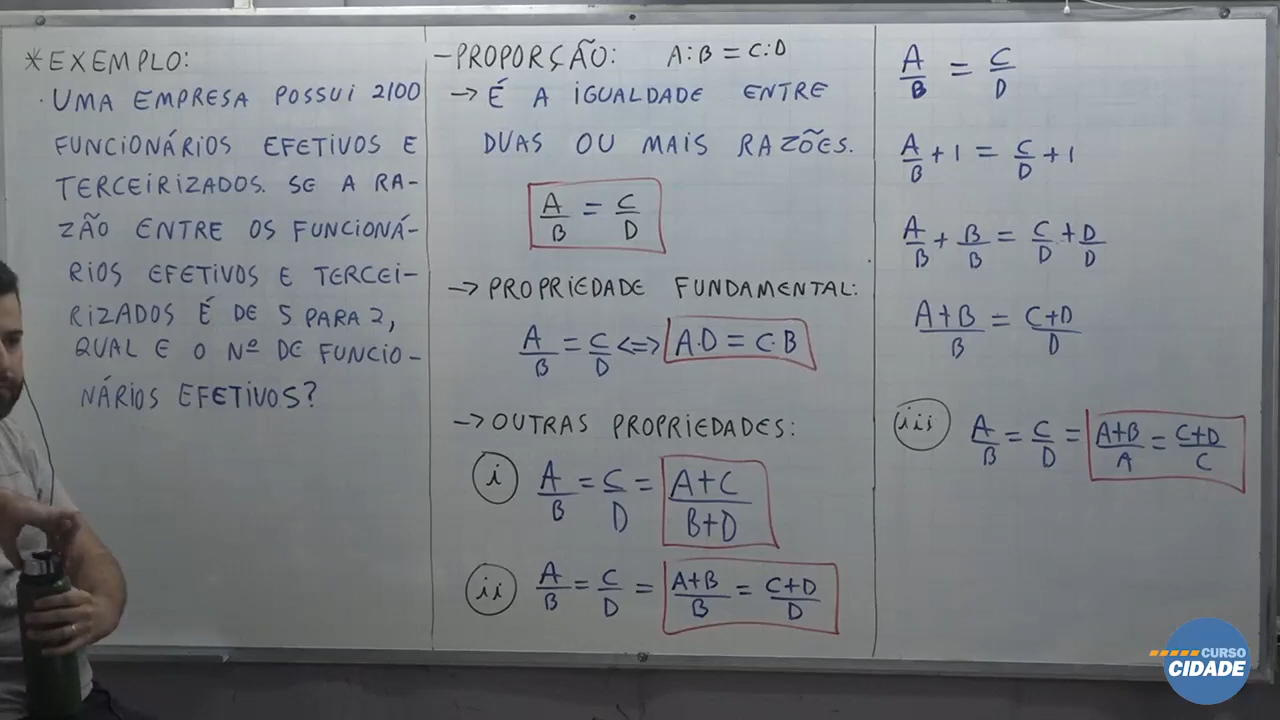 *EXEMPLO:
. UMA EMPRESA POSSUI 2100
FUNCIONÁRIOS EFETIVOS E
TERCEIRIZADOS. SE A RA-
ZÃO ENTRE OS FUNCIONÁ-
RIOS EFETIVOS E TERCEI-
RIZADOS É DE 5 PARA 2,
QUAL E O Nº DE FUNCIO-
NÁRIOS EFETIVOS?
-PROPORÇÃO: A:B = C:D
-> É A IGUALDADE ENTRE
DUAS OU MAIS RAZÕES.
A/B = C/D
-> PROPRIEDADE FUNDAMENTAL:
A/B = C/D <=> A.D = C.B
-> OUTRAS PROPRIEDADES:
i A/B = C/D = A+C/B+D
ii A/B = C/D = A+B/B = C+D/D
A/B = C/D
A/B + 1 = C/D + 1
A/B + B/B = C/D + D/D
A+B/B = C+D/D
iii A/B = C/D = A+B/A = C+D/C
CURSO
CIDADE